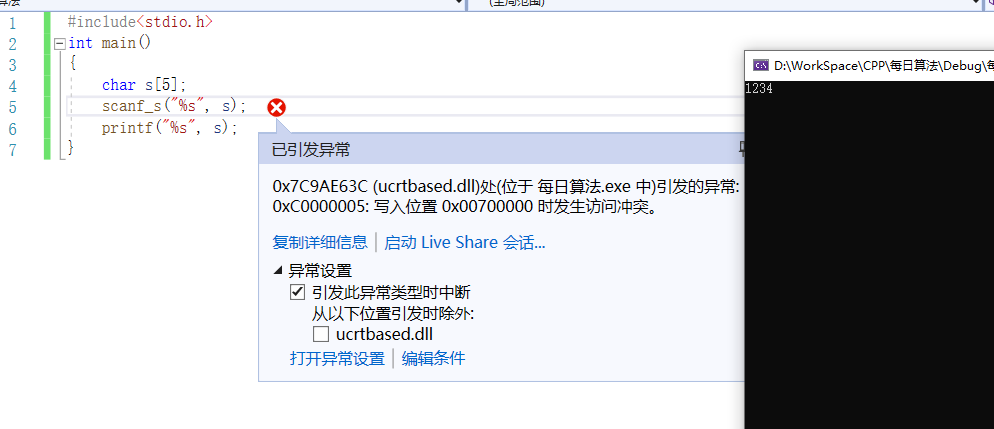 算法
(全局范围)
1 #include<stdio.h>
2 int main()
3 {
4 char s[5];
5 scanf_s("%s", s);
6 printf("%s", s);
7 }
已引发异常
0x7C9AE63C (ucrtbased.dll)处(位于 每日算法.exe 中)引发的异常:
0xC0000005: 写入位置 0x00700000 时发生访问冲突。
复制详细信息 | 启动 Live Share 会话...
异常设置
引发此异常类型时中断
从以下位置引发时除外:
ucrtbased.dll
打开异常设置 | 编辑条件
D:\WorkSpace\CPP\每日算法\Debug\每
1234